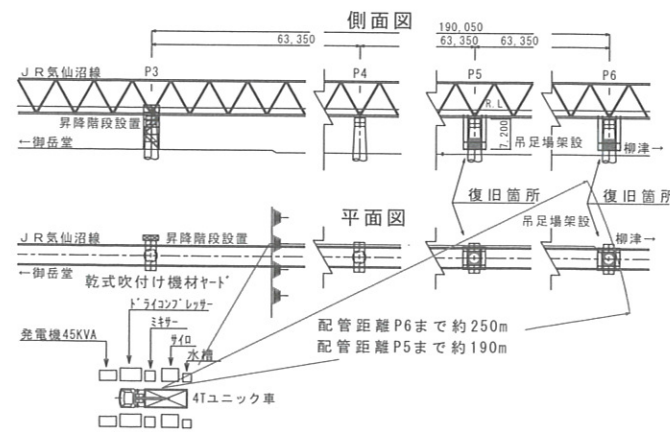 側面図
190,050
63,350
63,350 63,350
JR気仙沼線
P3
P4
P5
P6
R.L
昇降階段設置
7,200
吊足場架設
←御岳堂
柳津→
復旧箇所
復旧箇所
平面図
吊足場架設
JR気仙沼線
昇降階段設置
柳津→
←御岳堂
乾式吹付け機材ヤード
ドライコンプレッサー
発電機45KVA
ミキサー
サイロ
水槽
配管距離P6まで約250m
配管距離P5まで約190m
4Tユニック車